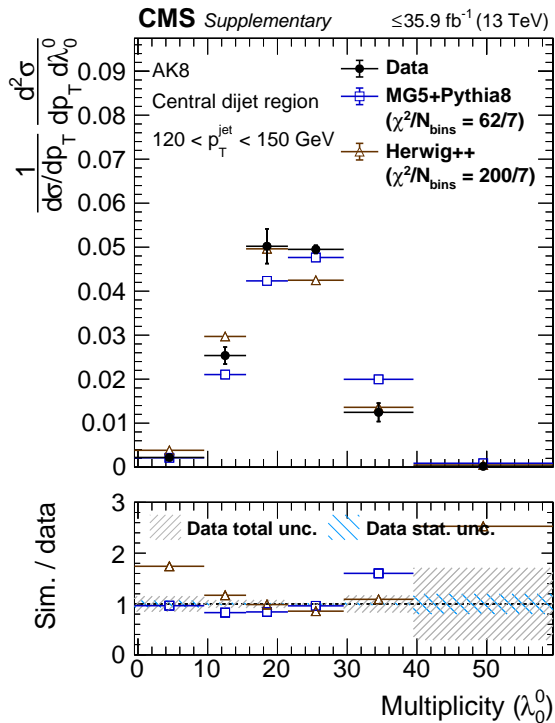 CMS Supplementary ≤35.9 fb⁻¹ (13 TeV)
1/(dσ/dp_T) d²σ/(dp_T dλ₀⁰)
AK8
Central dijet region
120 < p_T^jet < 150 GeV
Data
MG5+Pythia8
(χ²/N_bins = 62/7)
Herwig++
(χ²/N_bins = 200/7)
0.09
0.08
0.07
0.06
0.05
0.04
0.03
0.02
0.01
0
Sim. / data
Data total unc. Data stat. unc.
3
2
1
0
0 10 20 30 40 50
Multiplicity (λ₀⁰)